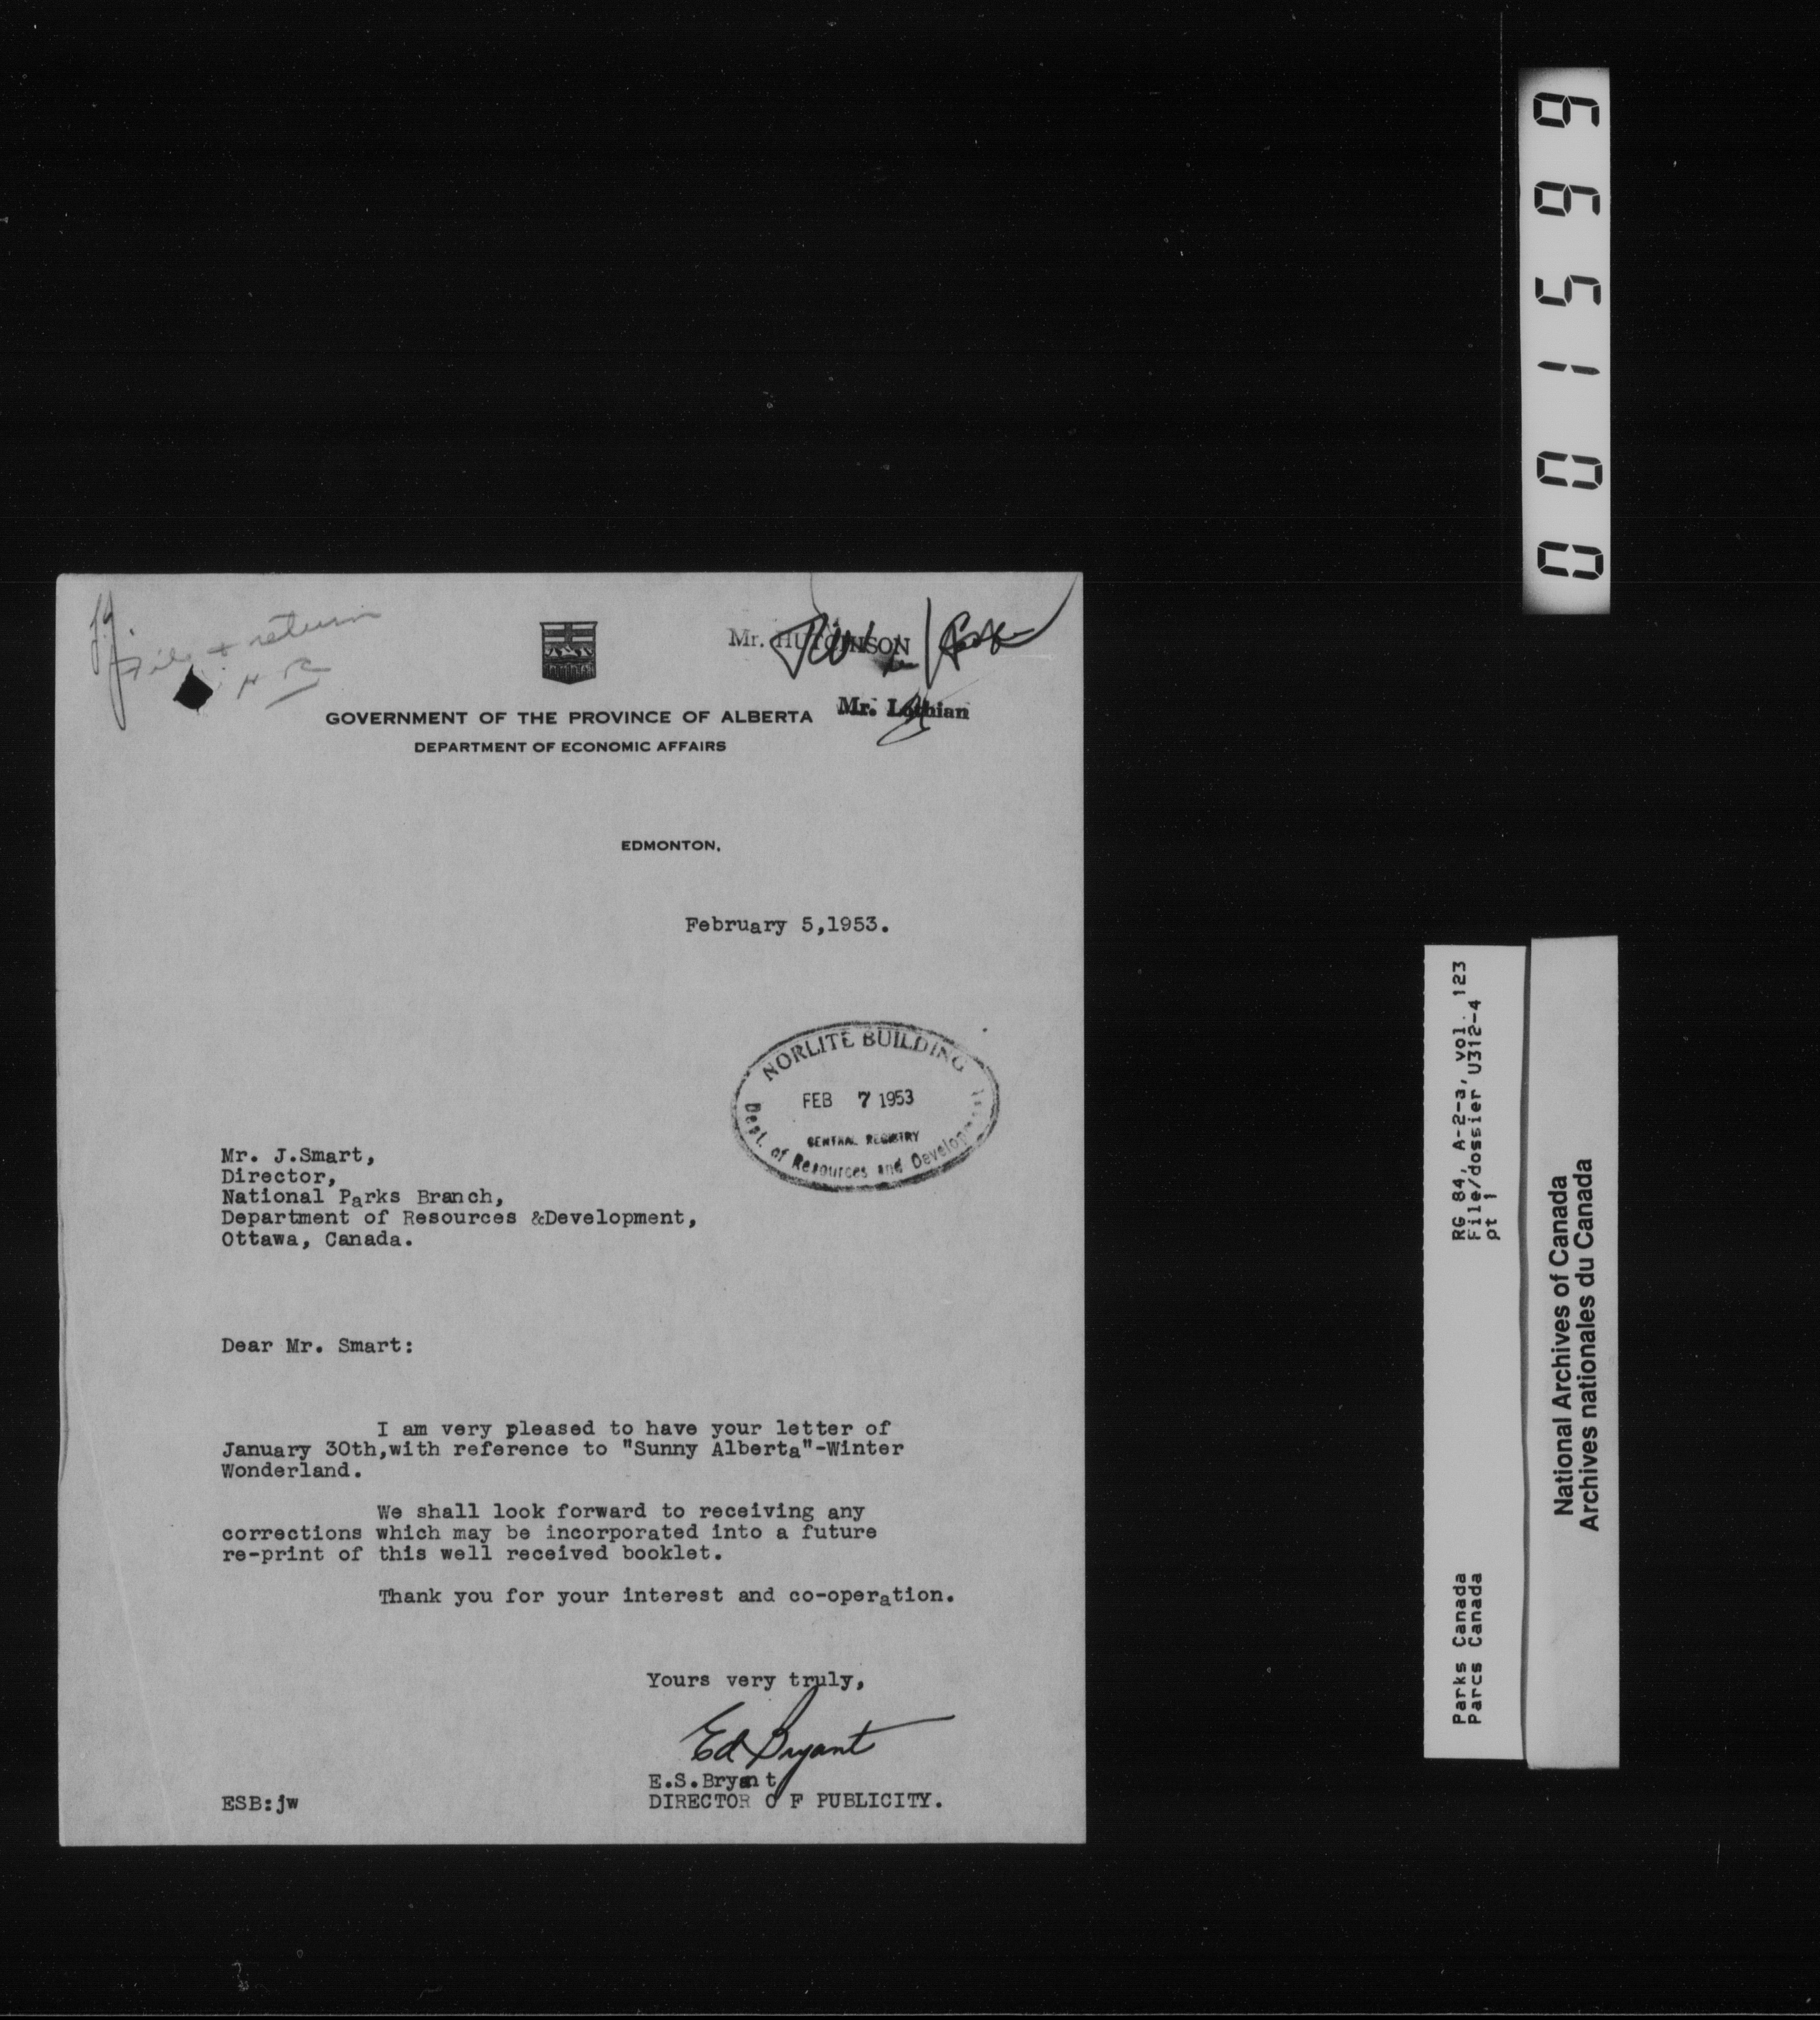 File + return
H R
Mr. HUTCHINSON
Mr. Lothian
GOVERNMENT OF THE PROVINCE OF ALBERTA
DEPARTMENT OF ECONOMIC AFFAIRS
EDMONTON,
February 5,1953.
NORLITE BUILDING
FEB 7 1953
CENTRAL REGISTRY
Dept. of Resources and Development
Mr. J.Smart,
Director,
National Parks Branch,
Department of Resources &Development,
Ottawa, Canada.
Dear Mr. Smart:
I am very pleased to have your letter of
January 30th,with reference to "Sunny Alberta"-Winter
Wonderland.
We shall look forward to receiving any
corrections which may be incorporated into a future
re-print of this well received booklet.
Thank you for your interest and co-operation.
Yours very truly,
Ed Bryant
E.S.Bryant
DIRECTOR O F PUBLICITY.
ESB:jw
001599
RG 84, A-2-a, vol. 123
File/dossier U312-4
pt 1
Parks Canada
Parcs Canada
National Archives of Canada
Archives nationales du Canada